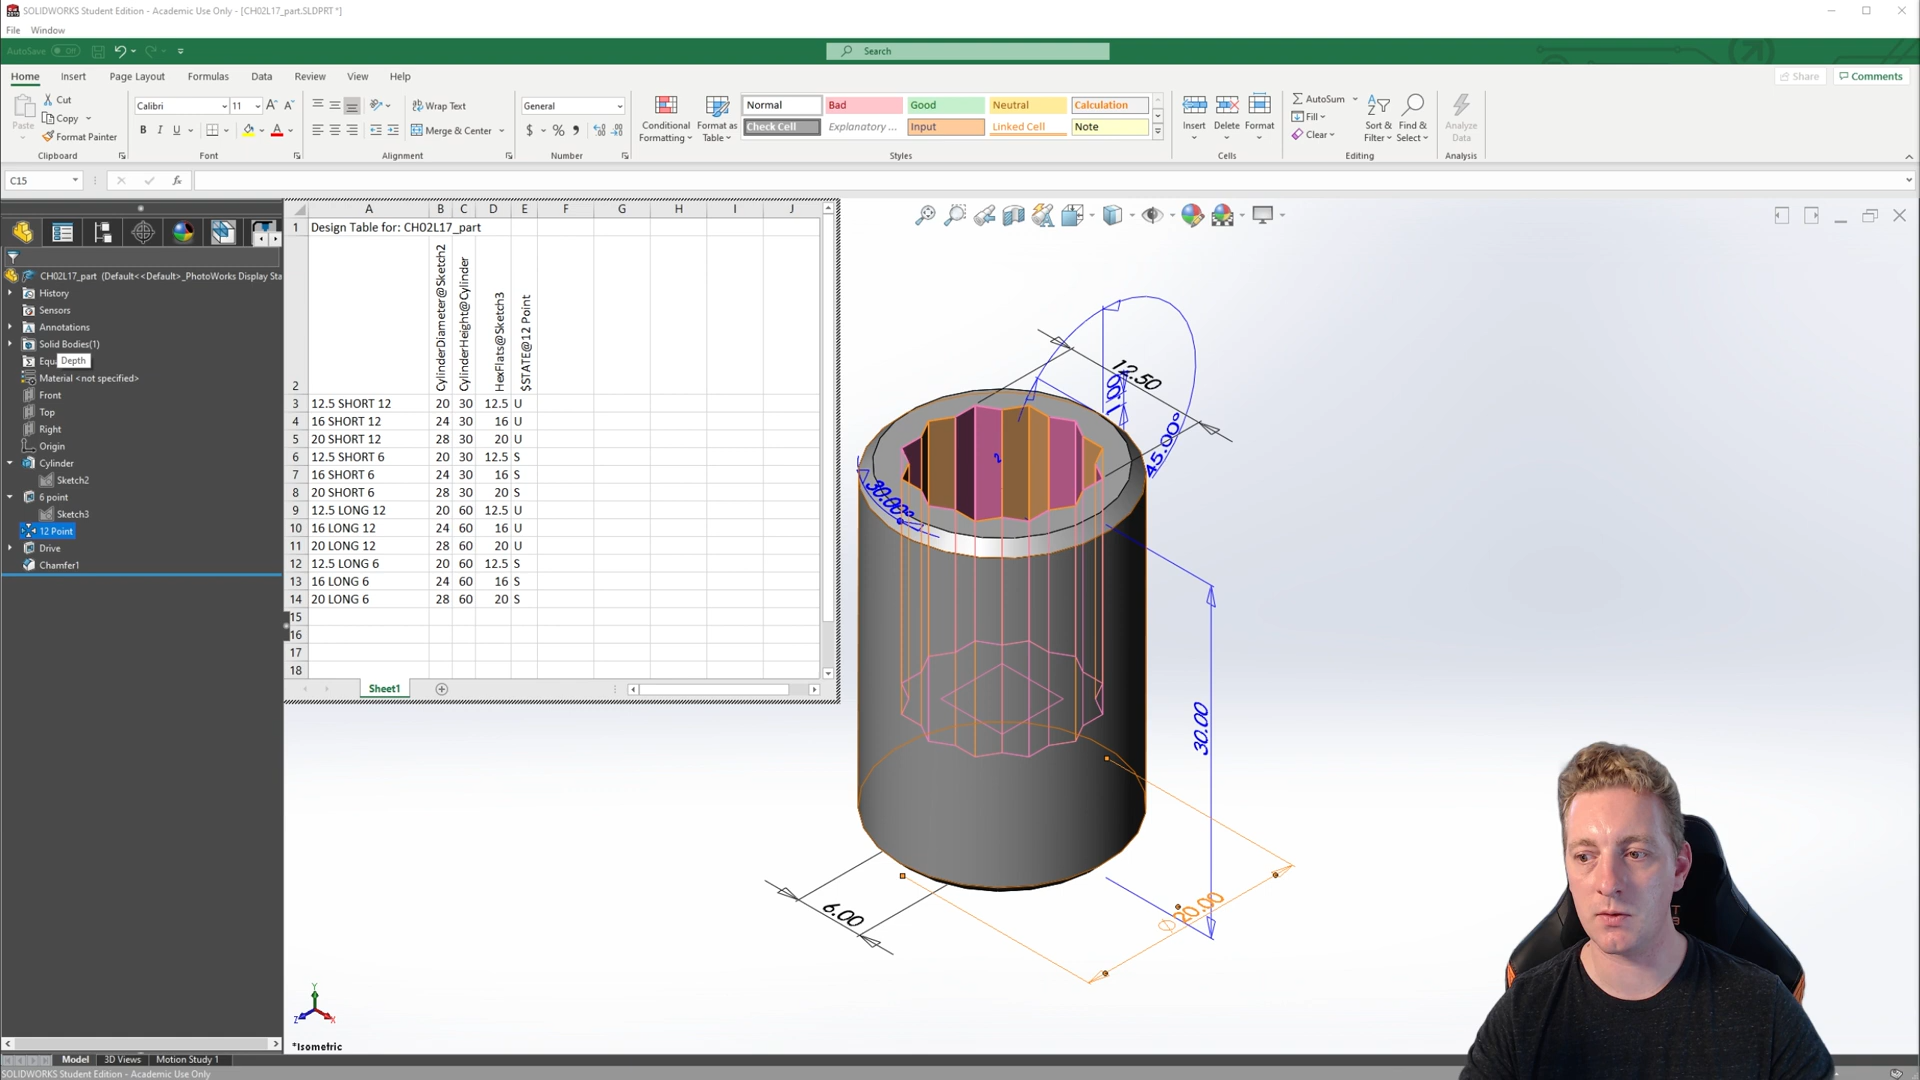 SOLIDWORKS Student Edition - Academic Use Only - [CH02L17_part.SLDPRT *]
File Window
AutoSave Off
Search
Home Insert Page Layout Formulas Data Review View Help
Share Comments
Paste
Cut
Copy
Format Painter
Clipboard
Calibri 11
B I U
Font
Wrap Text
Merge & Center
Alignment
General
$ % 9
Number
Conditional Formatting
Format as Table
Normal Bad Good Neutral Calculation
Check Cell Explanatory ... Input Linked Cell Note
Styles
Insert Delete Format
Cells
AutoSum
Fill
Clear
Sort & Filter
Find & Select
Editing
Analyze Data
Analysis
C15 fx
CH02L17_part (Default<<Default>_PhotoWorks Display Sta
History
Sensors
Annotations
Solid Bodies(1)
Equ
Depth
Material <not specified>
Front
Top
Right
Origin
Cylinder
Sketch2
6 point
Sketch3
12 Point
Drive
Chamfer1
A B C D E F G H I J
1 Design Table for: CH02L17_part
2 CylinderDiameter@Sketch2 CylinderHeight@Cylinder HexFlats@Sketch3 $STATE@12 Point
3 12.5 SHORT 12 20 30 12.5 U
4 16 SHORT 12 24 30 16 U
5 20 SHORT 12 28 30 20 U
6 12.5 SHORT 6 20 30 12.5 S
7 16 SHORT 6 24 30 16 S
8 20 SHORT 6 28 30 20 S
9 12.5 LONG 12 20 60 12.5 U
10 16 LONG 12 24 60 16 U
11 20 LONG 12 28 60 20 U
12 12.5 LONG 6 20 60 12.5 S
13 16 LONG 6 24 60 16 S
14 20 LONG 6 28 60 20 S
15
16
17
18
Sheet1
12.50
1.00
45.00°
30.00°
2
30.00
⌀20.00
6.00
Y
Z X
*Isometric
Model 3D Views Motion Study 1
SOLIDWORKS Student Edition - Academic Use Only